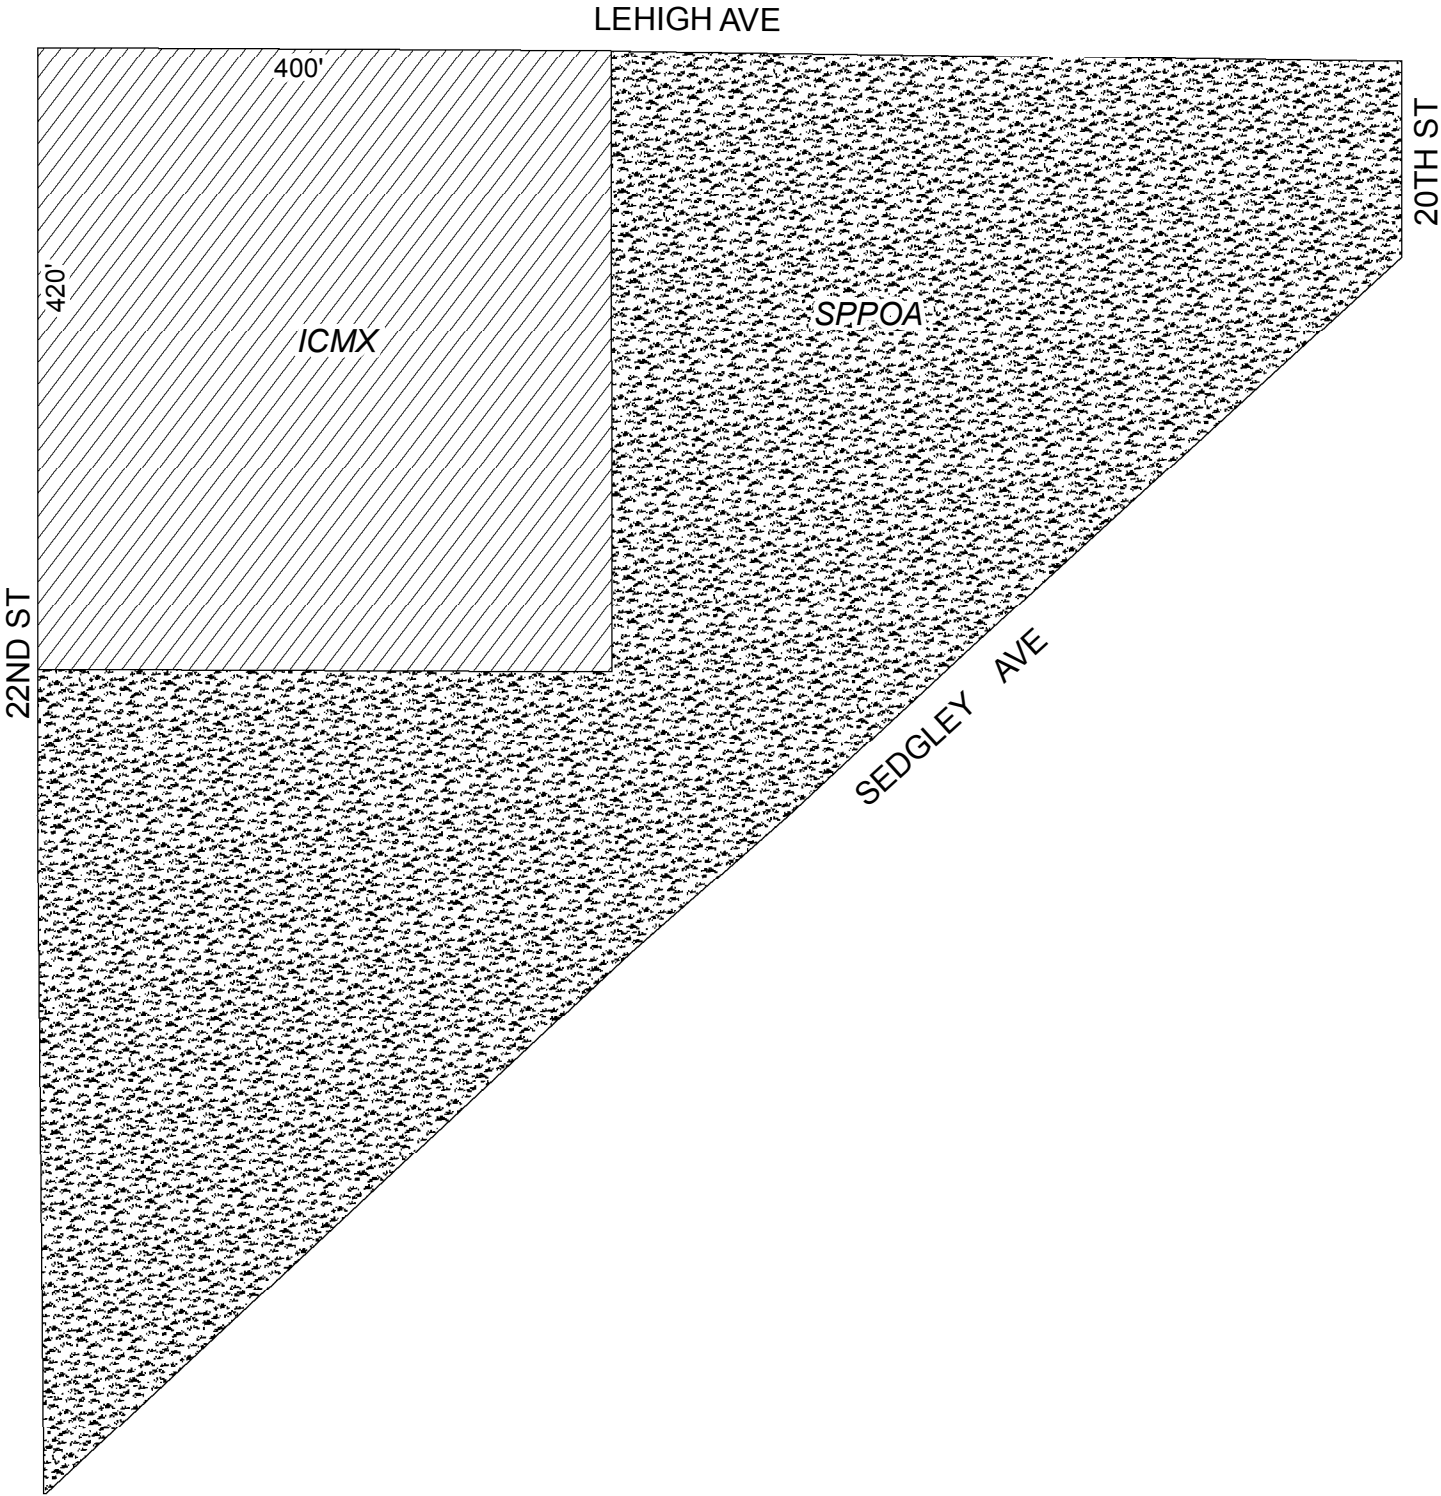 LEHIGH AVE
400'
20TH ST
420'
SPPOA
ICMX
22ND ST
SEDGLEY AVE